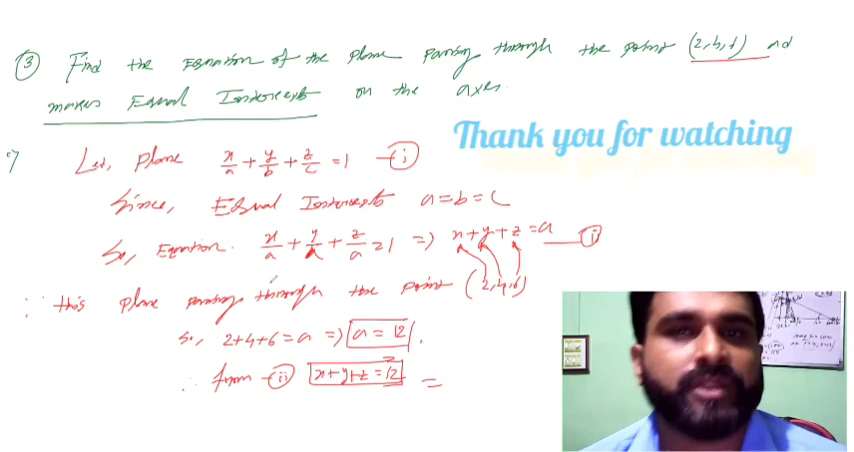 ③ Find the Equation of the plane passing through the point (2,4,6) and
makes Equal Intercepts on the axes.
Thank you for watching
Let, plane x/a + y/b + z/c = 1 —(i)
Since, Equal Intercepts a=b=c
So, Equation. x/a + y/a + z/a = 1 => x+y+z = a —(ii)
∵ this plane passing through the point (2,4,6)
So, 2+4+6 = a => a = 12
∴ from —(ii) x+y+z = 12 =